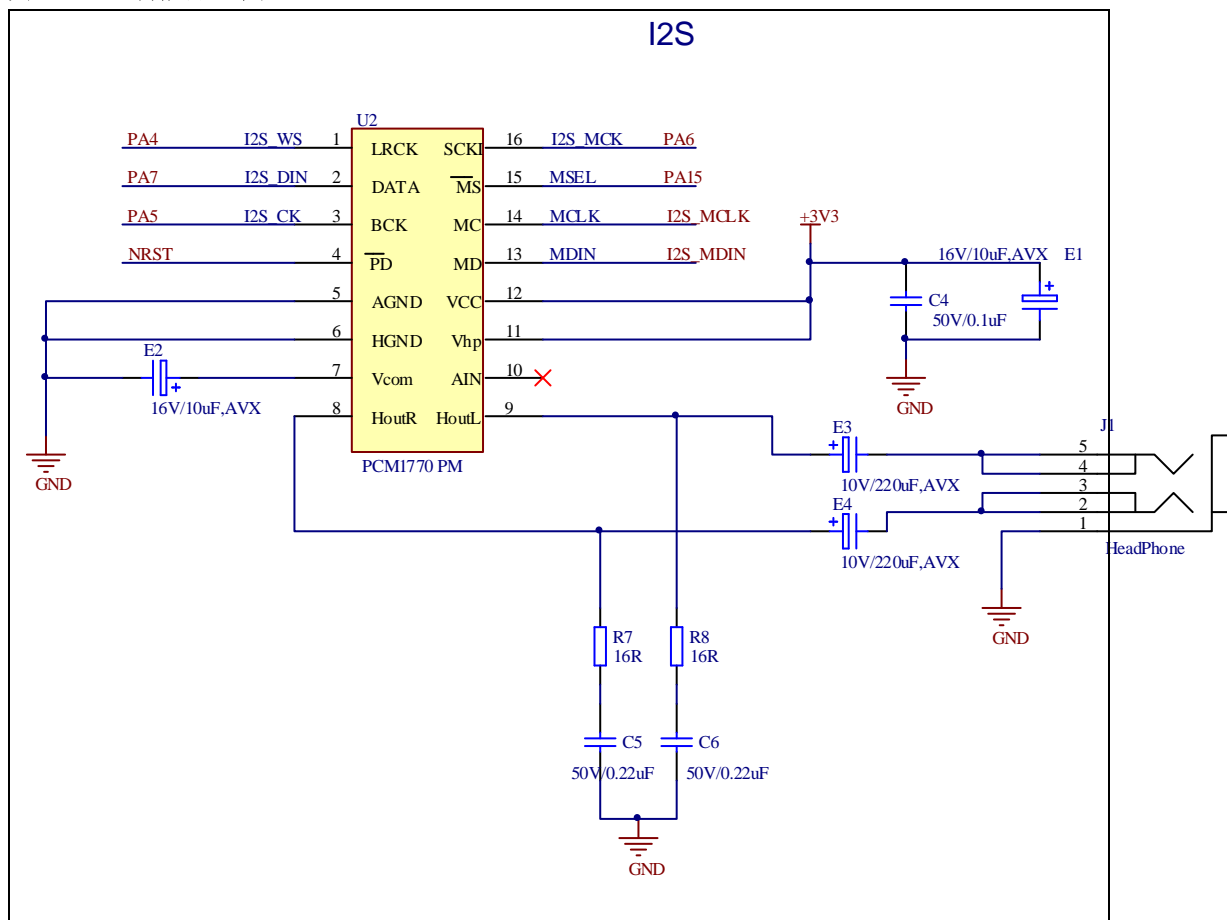 I2S
U2
PA4 I2S_WS 1 LRCK SCKI 16 I2S_MCK PA6
PA7 I2S_DIN 2 DATA MS 15 MSEL PA15
PA5 I2S_CK 3 BCK MC 14 MCLK I2S_MCLK
NRST 4 PD MD 13 MDIN I2S_MDIN
5 AGND VCC 12
6 HGND Vhp 11
7 Vcom AIN 10
8 HoutR HoutL 9
PCM1770 PM
+3V3
16V/10uF,AVX E1
+
C4
50V/0.1uF
GND
E2
+
16V/10uF,AVX
GND
E3
+
10V/220uF,AVX
E4
+
10V/220uF,AVX
J1
5
4
3
2
1
HeadPhone
GND
R7
16R
R8
16R
C5
50V/0.22uF
C6
50V/0.22uF
GND